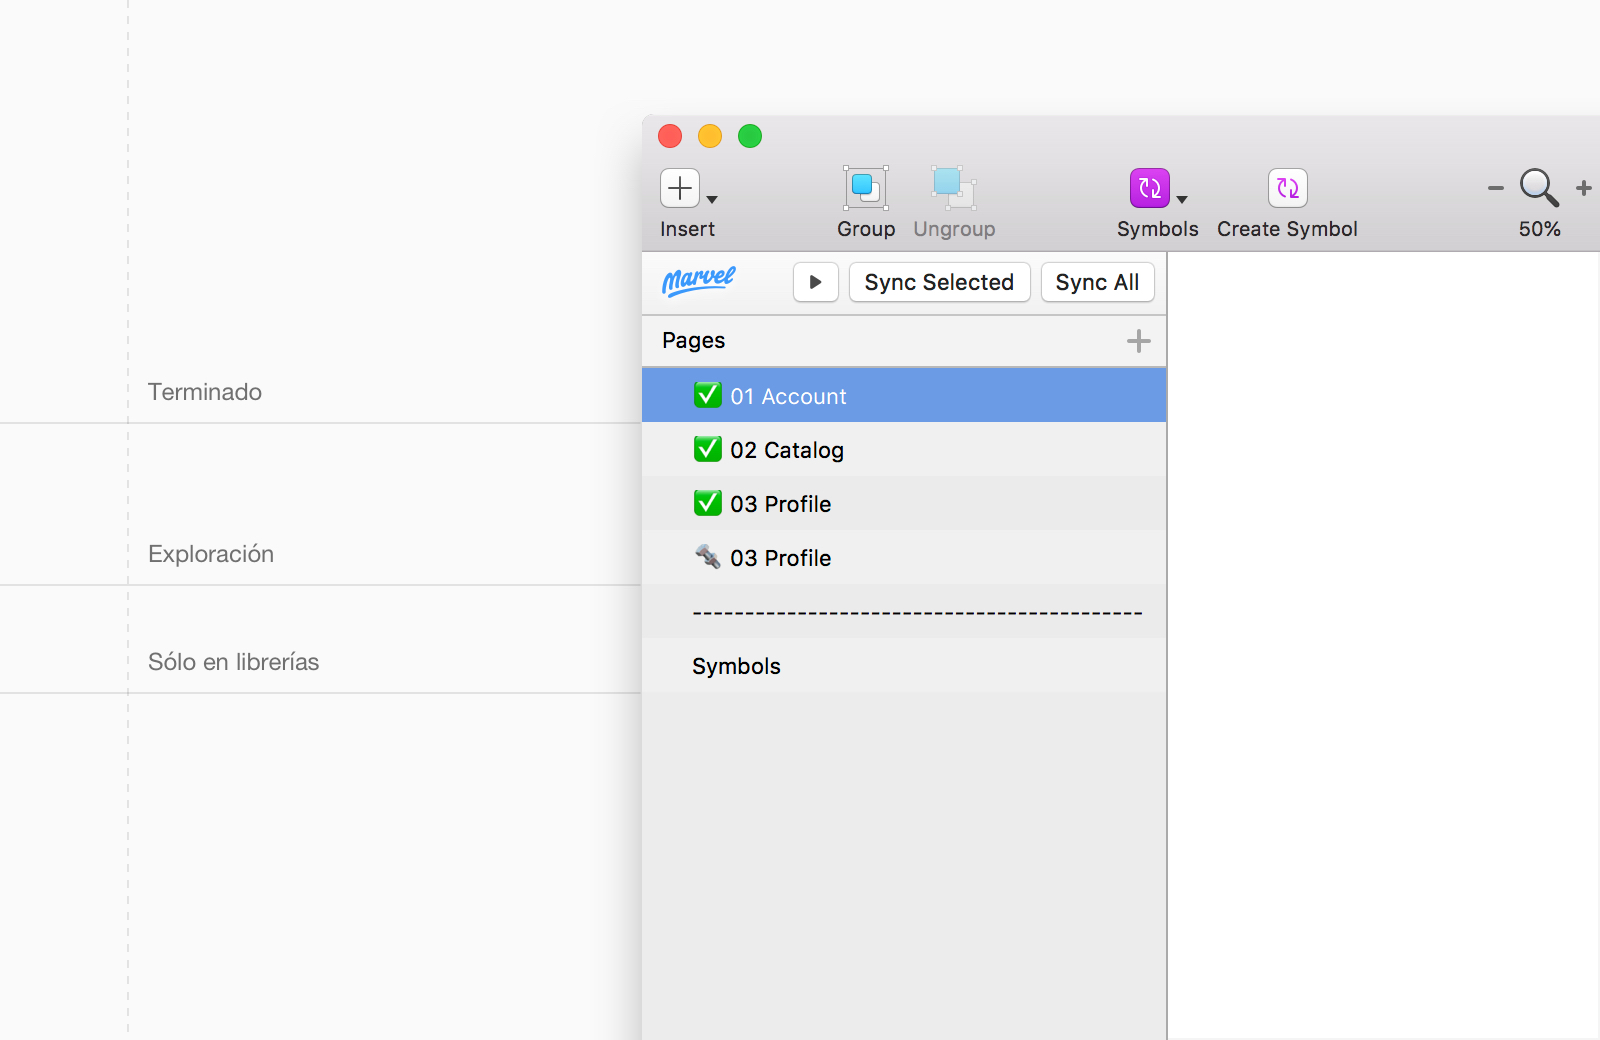 Insert
Group
Ungroup
Symbols
Create Symbol
50%
Marvel
Sync Selected
Sync All
Pages
Terminado
✅ 01 Account
✅ 02 Catalog
✅ 03 Profile
Exploración
🔩 03 Profile
-----------------------------------
Sólo en librerías
Symbols